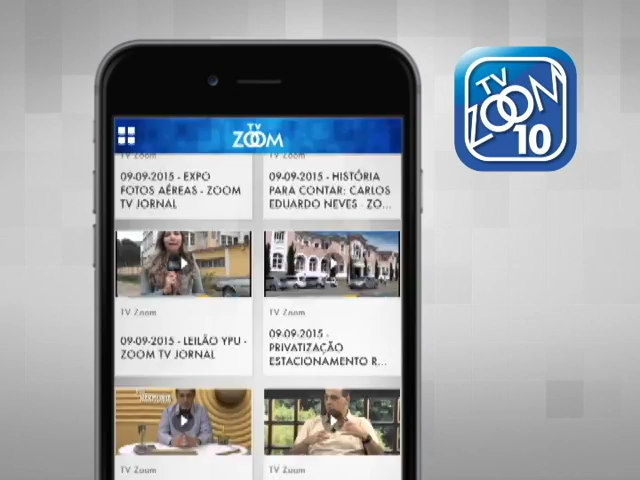 TV
ZOOM
TV
ZOOM
10
TV Zoom
TV Zoom
09-09-2015 - EXPO
FOTOS AÉREAS - ZOOM
TV JORNAL
09-09-2015 - HISTÓRIA
PARA CONTAR: CARLOS
EDUARDO NEVES - ZO...
TV Zoom
TV Zoom
09-09-2015 - LEILÃO YPU -
ZOOM TV JORNAL
09-09-2015 -
PRIVATIZAÇÃO
ESTACIONAMENTO R...
TV Zoom
TV Zoom